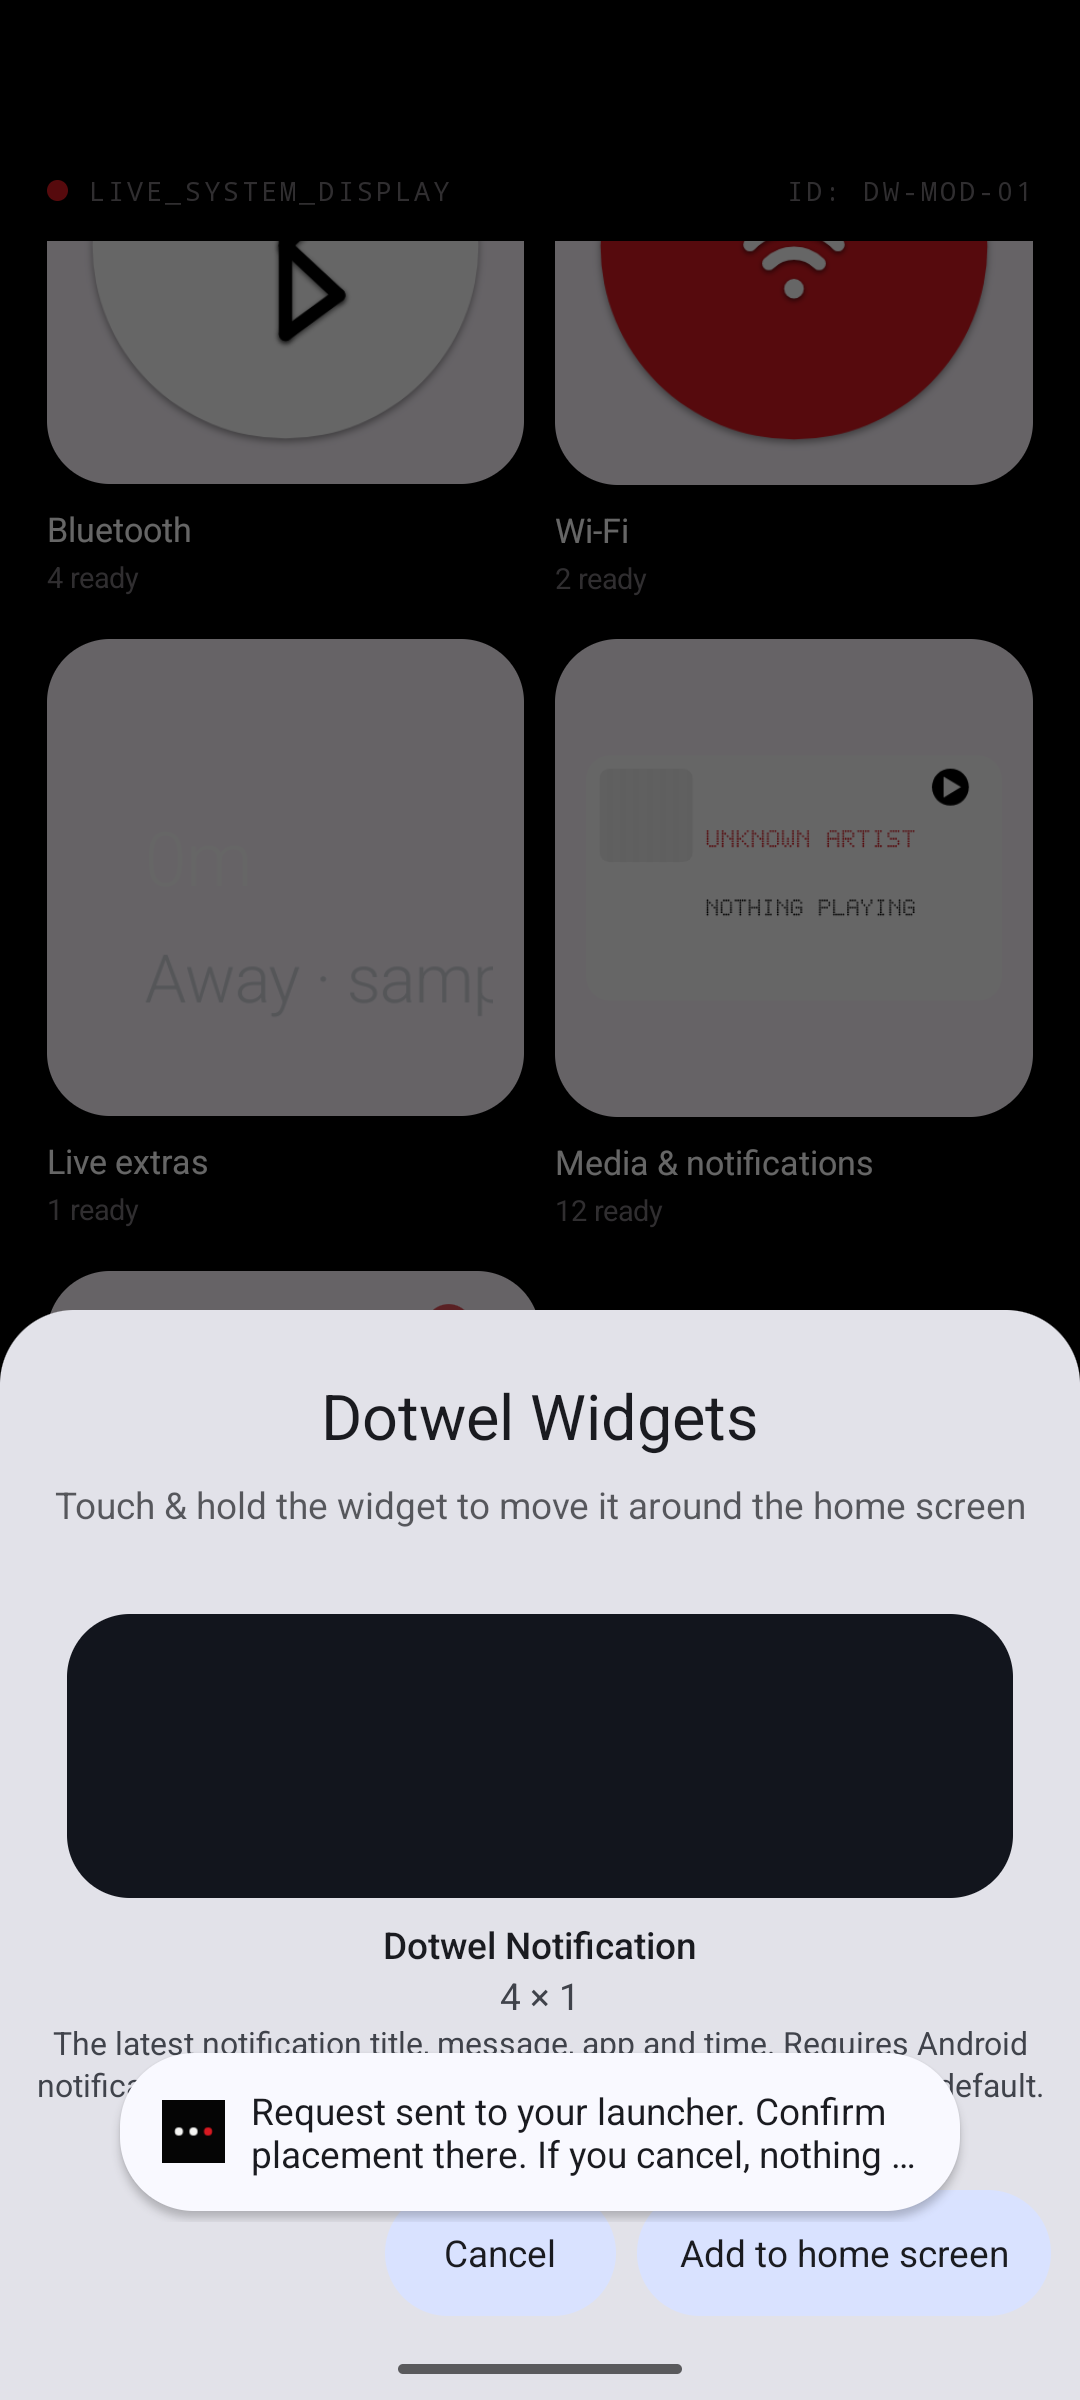 LIVE_SYSTEM_DISPLAY
ID: DW-MOD-01
Bluetooth
4 ready
Wi-Fi
2 ready
0m
Away · samp
UNKNOWN ARTIST
NOTHING PLAYING
Live extras
1 ready
Media & notifications
12 ready
Dotwel Widgets
Touch & hold the widget to move it around the home screen
Dotwel Notification
4 × 1
The latest notification title, message, app and time. Requires Android
default.
Request sent to your launcher. Confirm
placement there. If you cancel, nothing ...
Cancel
Add to home screen